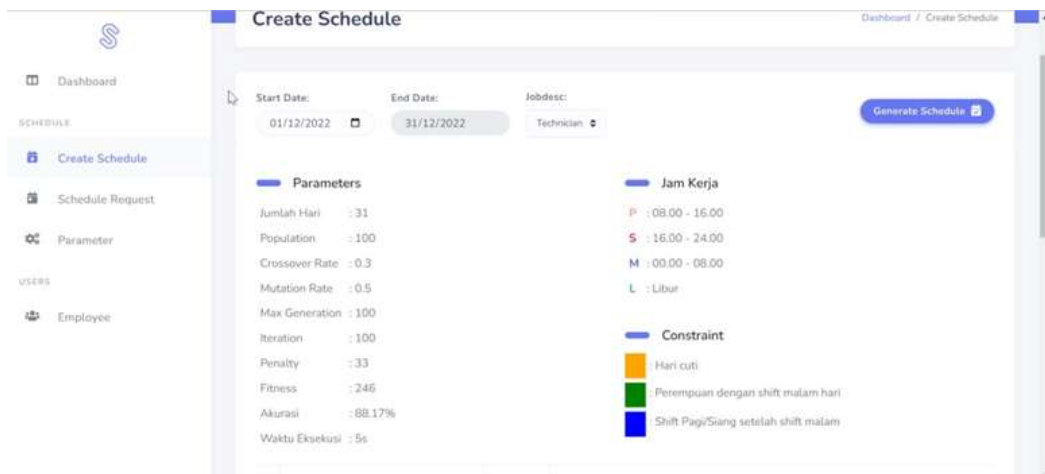 Create Schedule
Dashboard / Create Schedule
Dashboard
SCHEDULE
Create Schedule
Schedule Request
Parameter
USERS
Employee
Start Date:
End Date:
Jobdesc:
01/12/2022
31/12/2022
Technician
Generate Schedule
Parameters
Jumlah Hari : 31
Population : 100
Crossover Rate : 0.3
Mutation Rate : 0.5
Max Generation : 100
Iteration : 100
Penalty : 33
Fitness : 246
Akurasi : 88.17%
Waktu Eksekusi : 5s
Jam Kerja
P : 08.00 - 16.00
S : 16.00 - 24.00
M : 00.00 - 08.00
L : Libur
Constraint
: Hari cuti
: Perempuan dengan shift malam hari
: Shift Pagi/Siang setelah shift malam